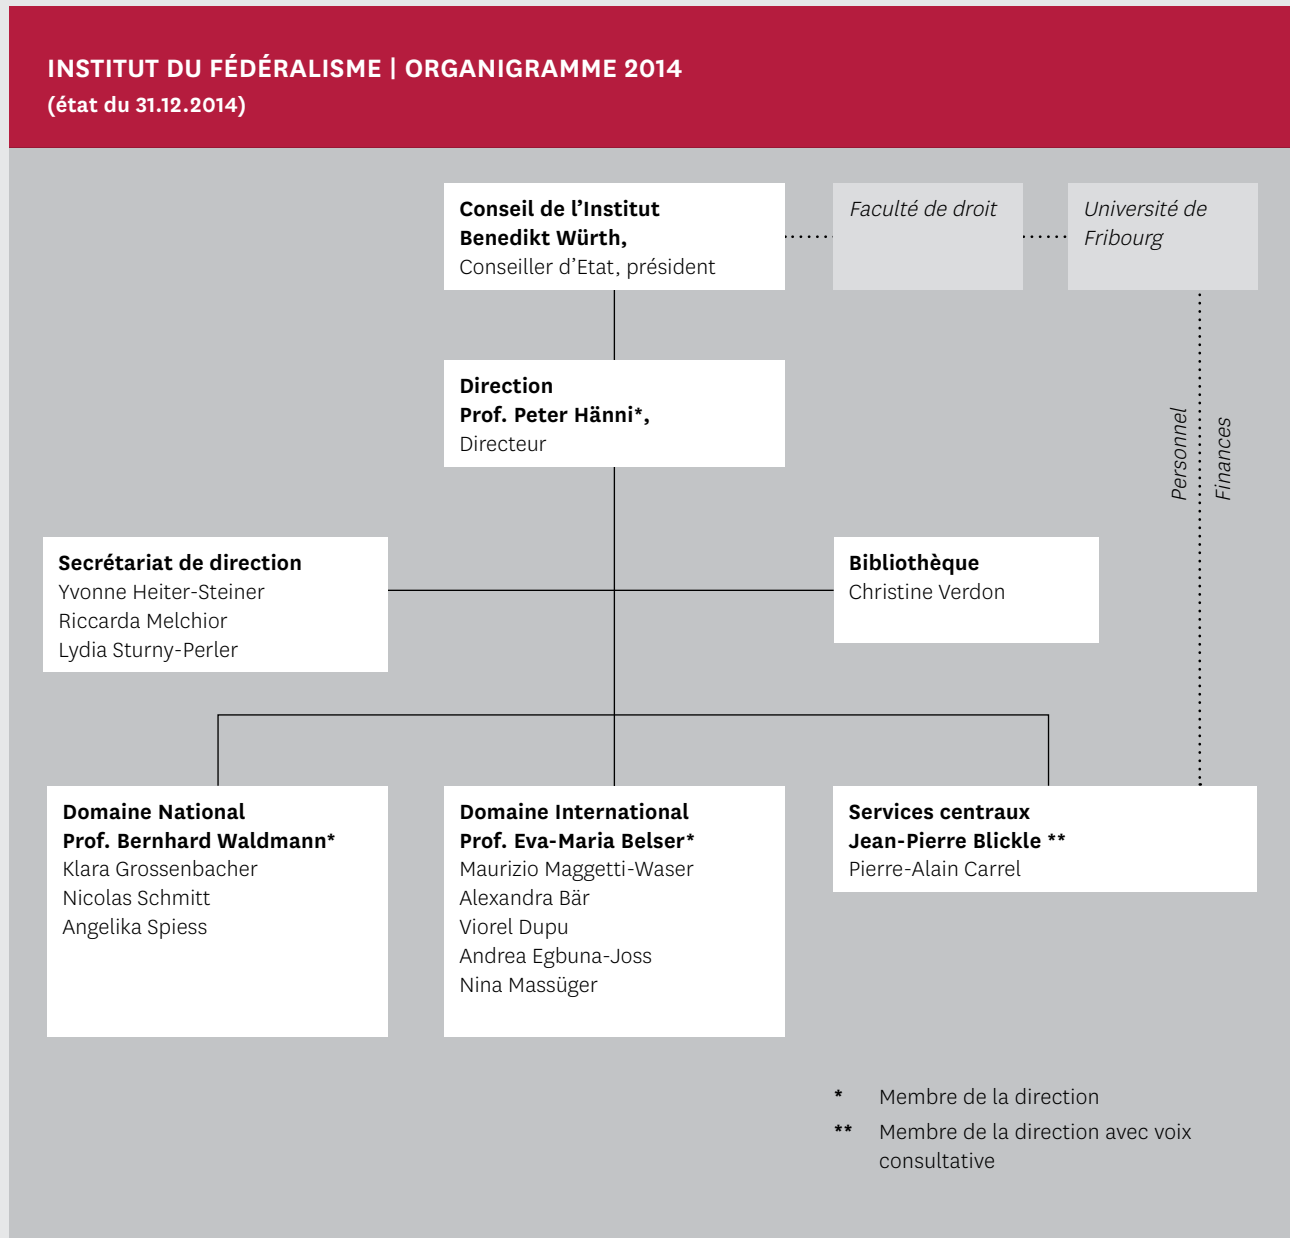 INSTITUT DU FÉDÉRALISME | ORGANIGRAMME 2014
(état du 31.12.2014)
Conseil de l’Institut
Benedikt Würth,
Conseiller d’Etat, président
Faculté de droit
Université de
Fribourg
Direction
Prof. Peter Hänni*,
Directeur
Personnel
Finances
Secrétariat de direction
Yvonne Heiter-Steiner
Riccarda Melchior
Lydia Sturny-Perler
Bibliothèque
Christine Verdon
Domaine National
Prof. Bernhard Waldmann*
Klara Grossenbacher
Nicolas Schmitt
Angelika Spiess
Domaine International
Prof. Eva-Maria Belser*
Maurizio Maggetti-Waser
Alexandra Bär
Viorel Dupu
Andrea Egbuna-Joss
Nina Massüger
Services centraux
Jean-Pierre Blickle **
Pierre-Alain Carrel
* Membre de la direction
** Membre de la direction avec voix
consultative